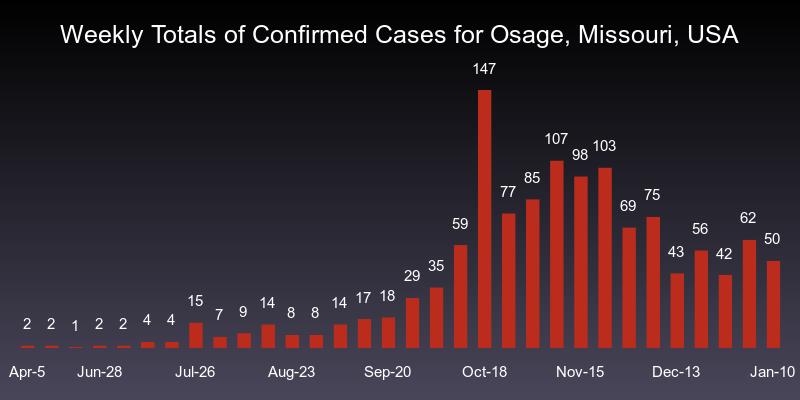 Weekly Totals of Confirmed Cases for Osage, Missouri, USA
2 2 1 2 2 4 4 15 7 9 14 8 8 14 17 18 29 35 59 147 77 85 107 98 103 69 75 43 56 42 62 50
Apr-5 Jun-28 Jul-26 Aug-23 Sep-20 Oct-18 Nov-15 Dec-13 Jan-10